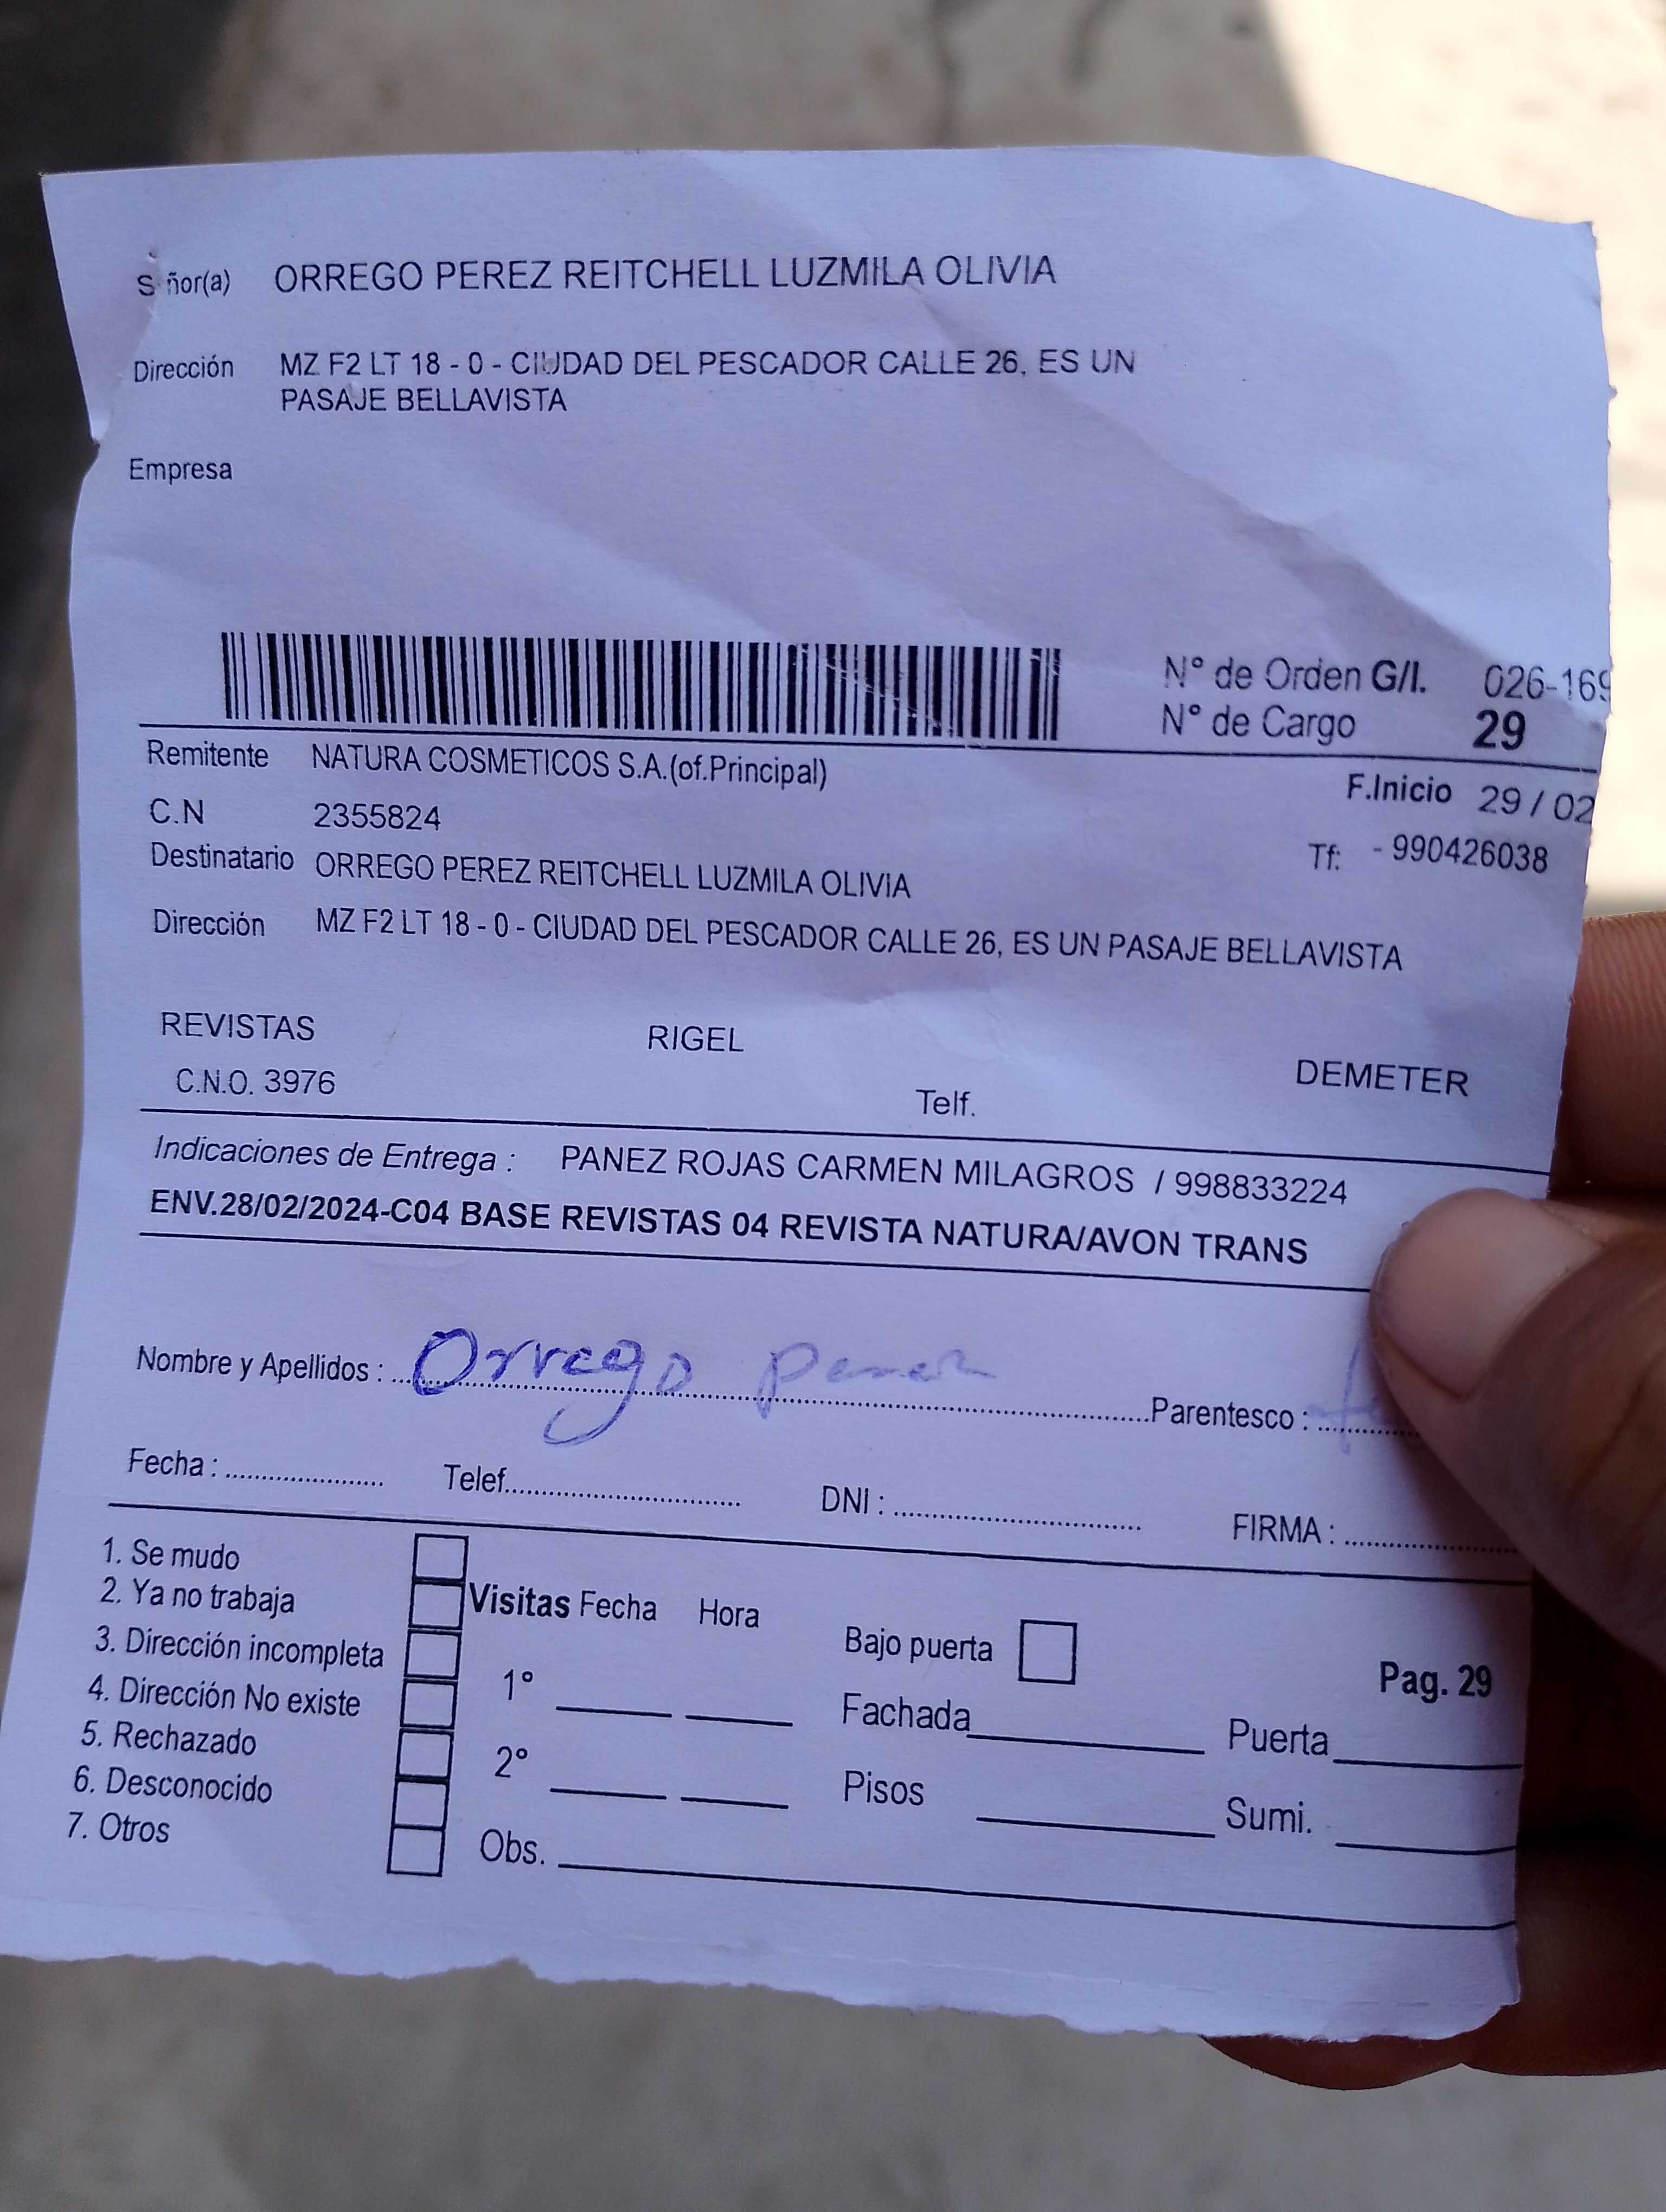 Señor(a) ORREGO PEREZ REITCHELL LUZMILA OLIVIA
Dirección MZ F2 LT 18 - 0 - CIUDAD DEL PESCADOR CALLE 26, ES UN
PASAJE BELLAVISTA
Empresa
N° de Orden G/I. 026-169
N° de Cargo 29
Remitente NATURA COSMETICOS S.A.(of.Principal)
F.Inicio 29 / 02
C.N 2355824
Tf: - 990426038
Destinatario ORREGO PEREZ REITCHELL LUZMILA OLIVIA
Dirección MZ F2 LT 18 - 0 - CIUDAD DEL PESCADOR CALLE 26, ES UN PASAJE BELLAVISTA
REVISTAS RIGEL DEMETER
C.N.O. 3976 Telf.
Indicaciones de Entrega : PANEZ ROJAS CARMEN MILAGROS / 998833224
ENV.28/02/2024-C04 BASE REVISTAS 04 REVISTA NATURA/AVON TRANS
Nombre y Apellidos : Orrego Perez Parentesco :
Fecha : Telef. DNI : FIRMA :
1. Se mudo
2. Ya no trabaja
3. Dirección incompleta
4. Dirección No existe
5. Rechazado
6. Desconocido
7. Otros
Visitas Fecha Hora
1°
2°
Obs.
Bajo puerta
Fachada Puerta
Pisos Sumi.
Pag. 29